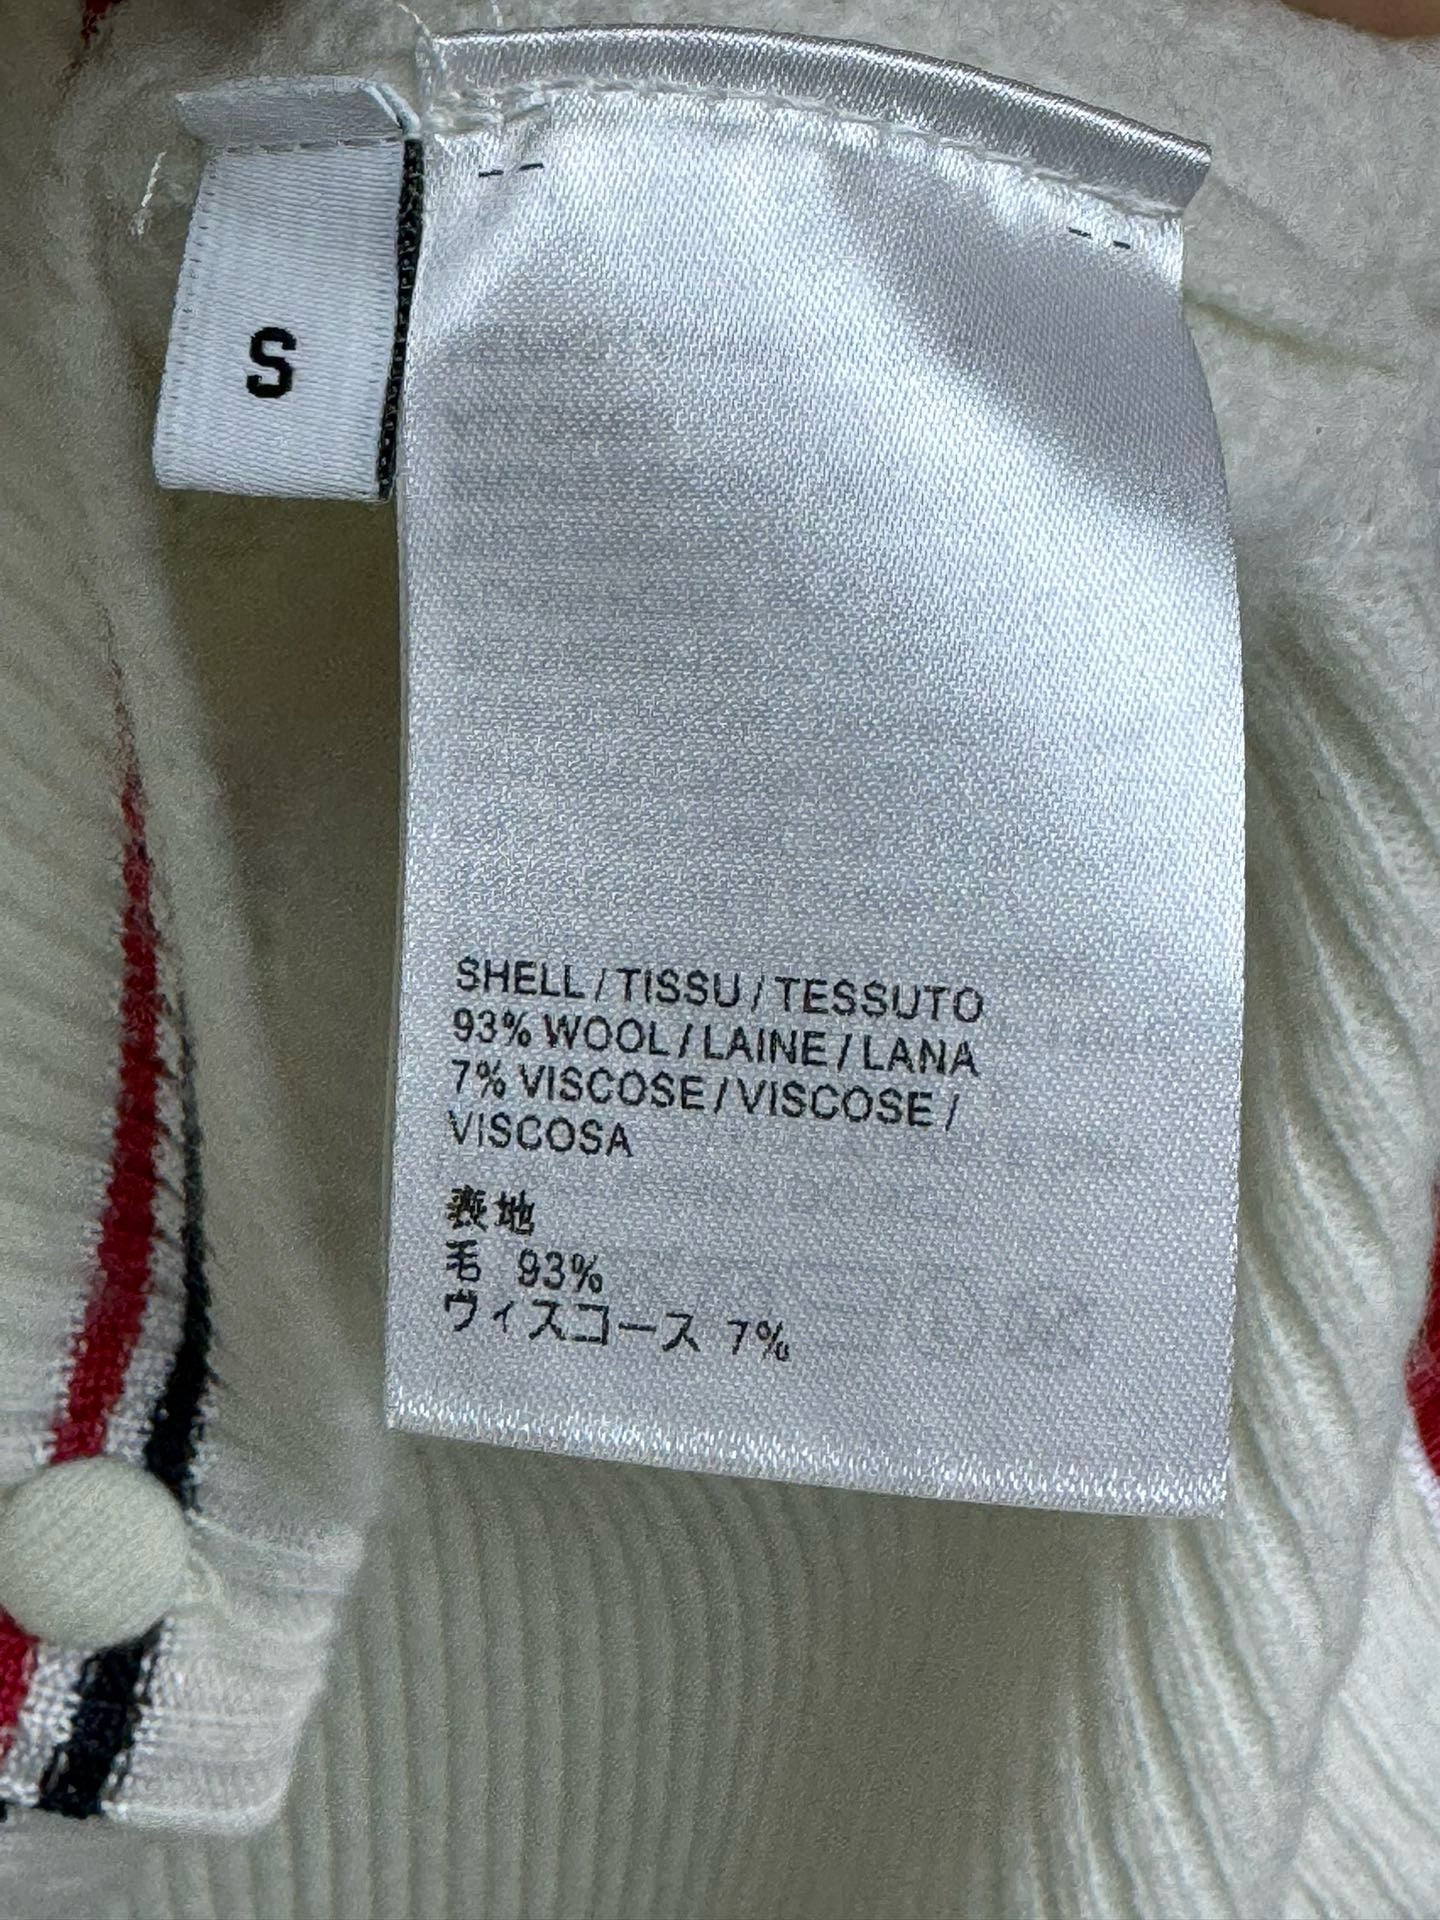 S
SHELL / TISSU / TESSUTO
93% WOOL / LAINE / LANA
7% VISCOSE / VISCOSE /
VISCOSA
表地
毛 93%
ヴィスコース 7%